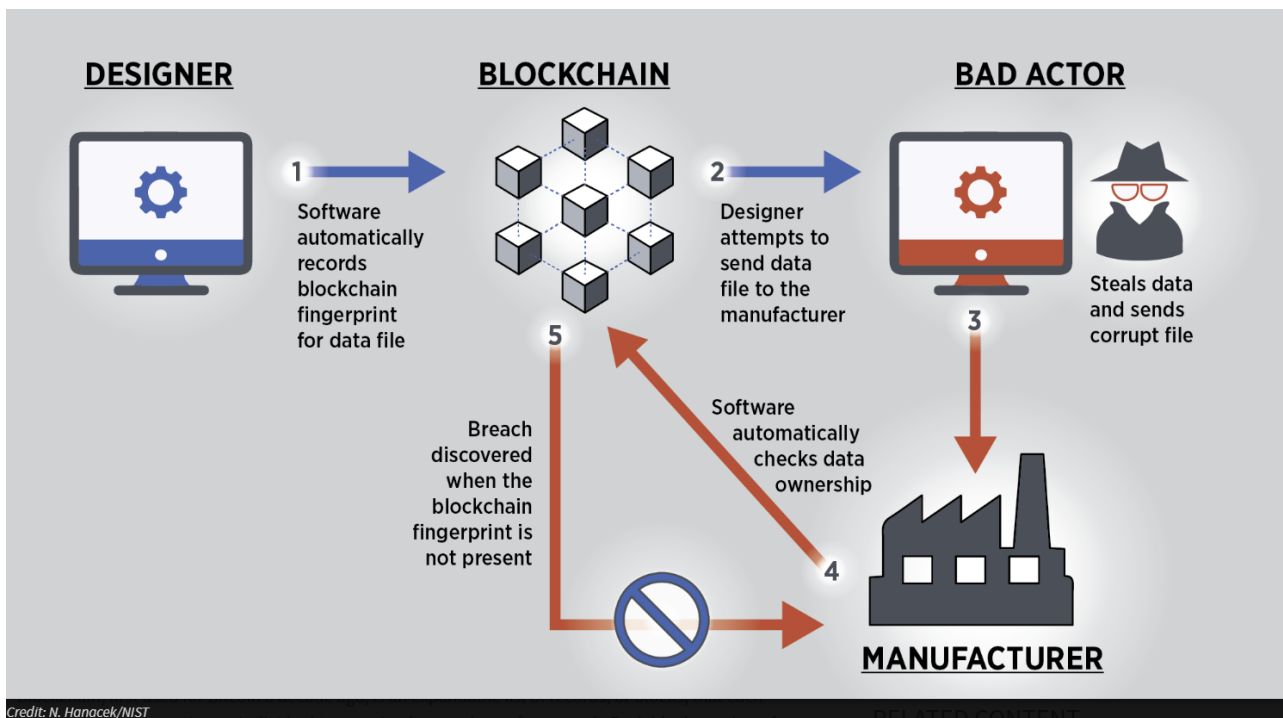 DESIGNER
BLOCKCHAIN
BAD ACTOR
1
Software
automatically
records
blockchain
fingerprint
for data file
2
Designer
attempts to
send data
file to the
manufacturer
Steals data
and sends
corrupt file
3
4
Software
automatically
checks data
ownership
5
Breach
discovered
when the
blockchain
fingerprint is
not present
MANUFACTURER
Credit: N. Hanacek/NIST
RELATED CONTENT